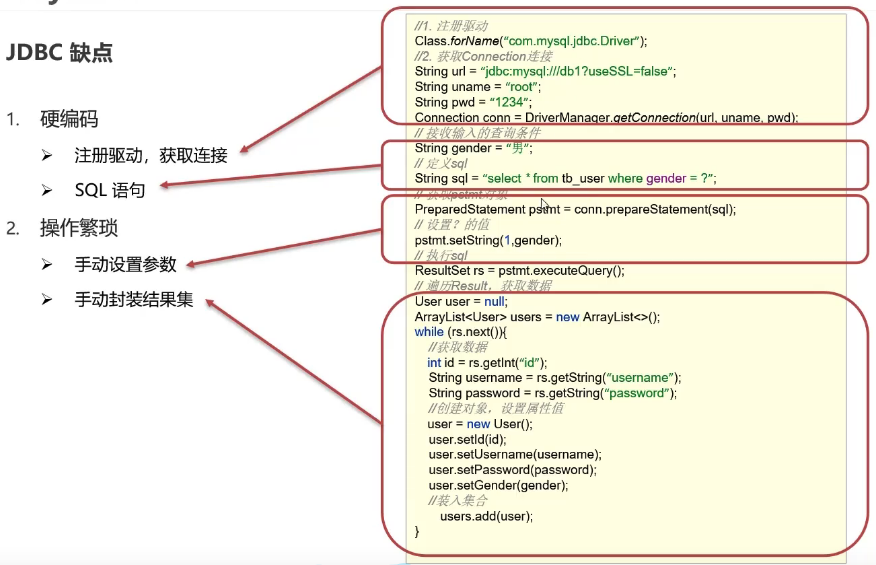 JDBC 缺点
1. 硬编码
➢ 注册驱动，获取连接
➢ SQL 语句
2. 操作繁琐
➢ 手动设置参数
➢ 手动封装结果集
//1. 注册驱动
Class.forName("com.mysql.jdbc.Driver");
//2. 获取Connection连接
String url = "jdbc:mysql:///db1?useSSL=false";
String uname = "root";
String pwd = "1234";
Connection conn = DriverManager.getConnection(url, uname, pwd);
// 接收输入的查询条件
String gender = "男";
// 定义sql
String sql = "select * from tb_user where gender = ?";
// 获取pstmt对象
PreparedStatement pstmt = conn.prepareStatement(sql);
// 设置？的值
pstmt.setString(1,gender);
// 执行sql
ResultSet rs = pstmt.executeQuery();
// 遍历Result，获取数据
User user = null;
ArrayList<User> users = new ArrayList<>();
while (rs.next()){
//获取数据
int id = rs.getInt("id");
String username = rs.getString("username");
String password = rs.getString("password");
//创建对象，设置属性值
user = new User();
user.setId(id);
user.setUsername(username);
user.setPassword(password);
user.setGender(gender);
//装入集合
users.add(user);
}